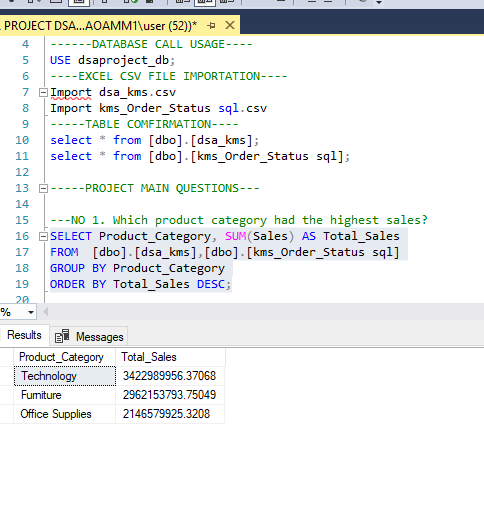 PROJECT DSA...AOAMM1\user (52))*
4 ------DATABASE CALL USAGE----
5 USE dsaproject_db;
6 ----EXCEL CSV FILE IMPORTATION----
7 Import dsa_kms.csv
8 Import kms_Order_Status sql.csv
9 -----TABLE COMFIRMATION----
10 select * from [dbo].[dsa_kms];
11 select * from [dbo].[kms_Order_Status sql];
12
13 -----PROJECT MAIN QUESTIONS---
14
15 ---NO 1. Which product category had the highest sales?
16 SELECT Product_Category, SUM(Sales) AS Total_Sales
17 FROM [dbo].[dsa_kms],[dbo].[kms_Order_Status sql]
18 GROUP BY Product_Category
19 ORDER BY Total_Sales DESC;
20
%
Results Messages
Product_Category Total_Sales
Technology 3422989956.37068
Furniture 2962153793.75049
Office Supplies 2146579925.3208